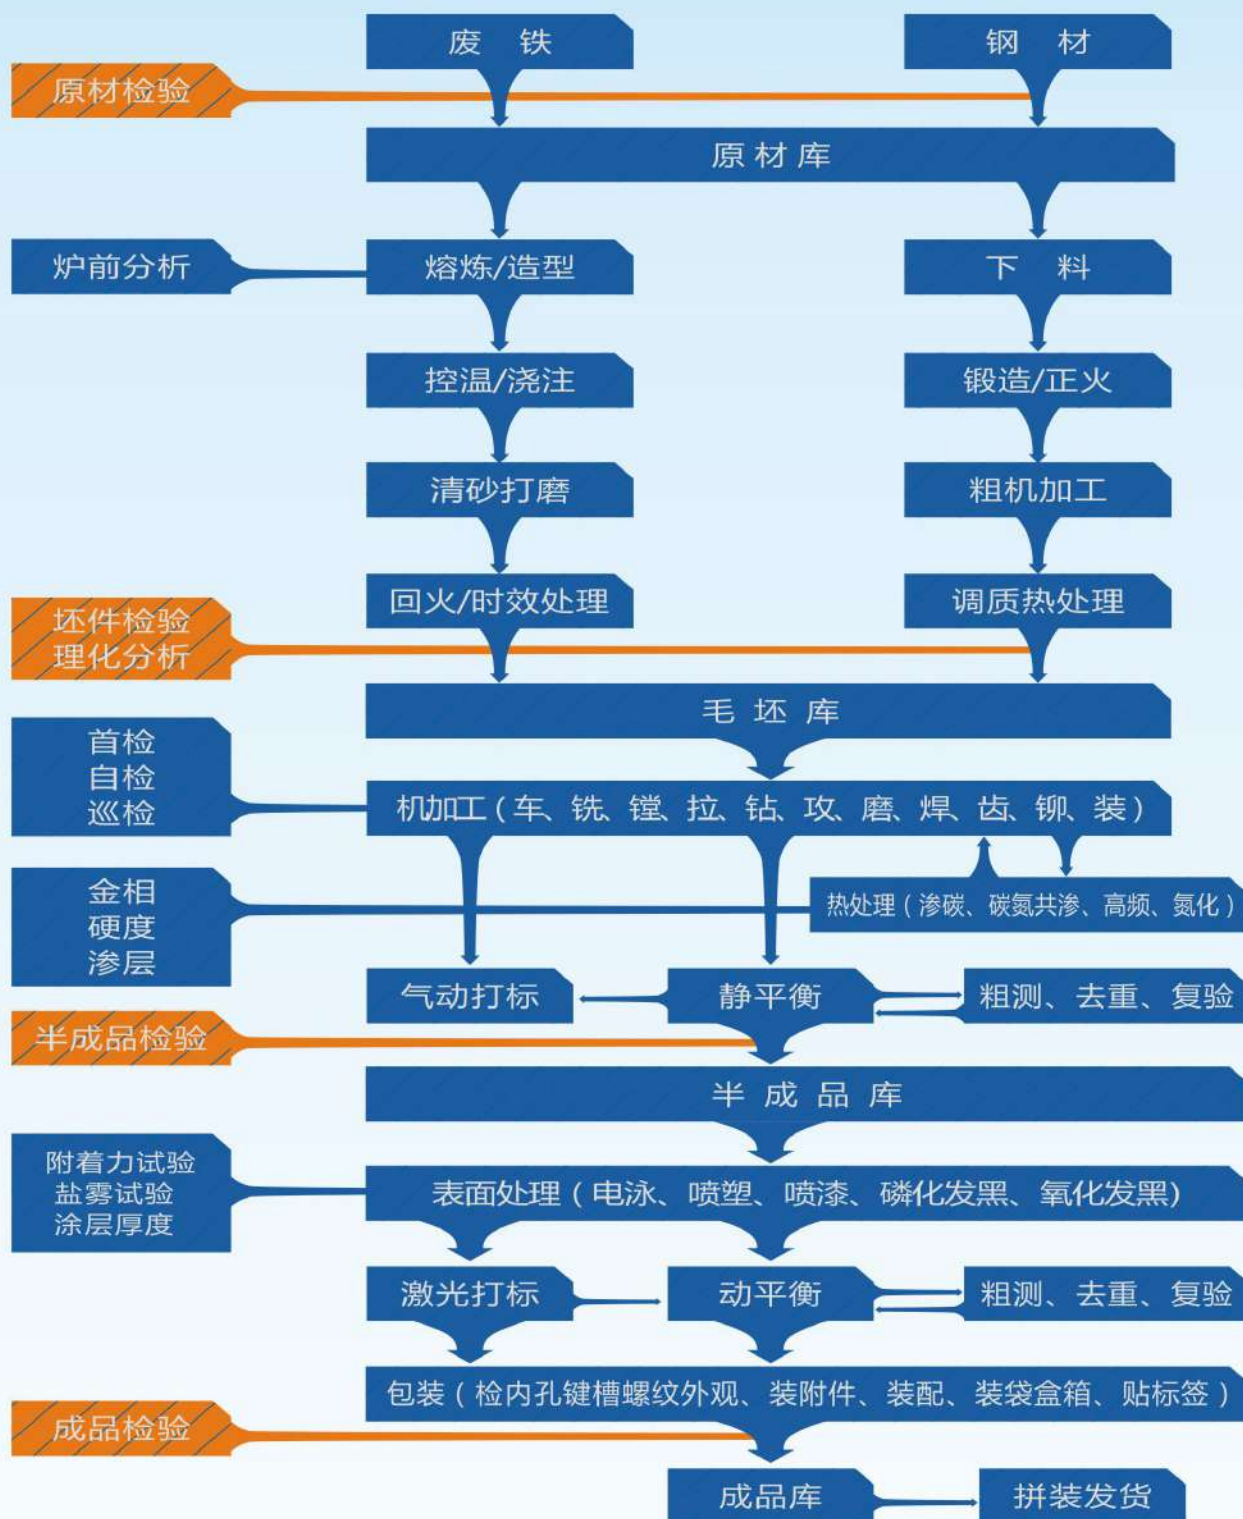 废 铁
钢 材
原材检验
原材库
炉前分析
熔炼/造型
下 料
控温/浇注
锻造/正火
清砂打磨
粗机加工
回火/时效处理
调质热处理
坯件检验
理化分析
毛坯库
首检
自检
巡检
机加工（车、铣、镗、拉、钻、攻、磨、焊、齿、铆、装）
金相
硬度
渗层
热处理（渗碳、碳氮共渗、高频、氮化）
气动打标
静平衡
粗测、去重、复验
半成品检验
半成品库
附着力试验
盐雾试验
涂层厚度
表面处理（电泳、喷塑、喷漆、磷化发黑、氧化发黑）
激光打标
动平衡
粗测、去重、复验
包装（检内孔键槽螺纹外观、装附件、装配、装袋盒箱、贴标签）
成品检验
成品库
拼装发货